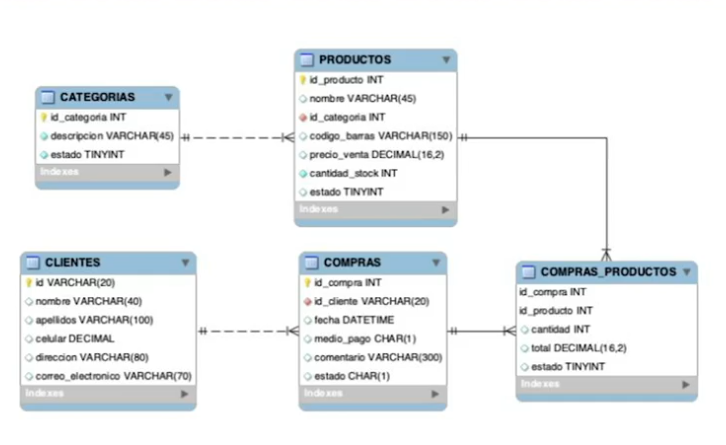 CATEGORIAS
id_categoria INT
descripcion VARCHAR(45)
estado TINYINT
Indexes
PRODUCTOS
id_producto INT
nombre VARCHAR(45)
id_categoria INT
codigo_barras VARCHAR(150)
precio_venta DECIMAL(16,2)
cantidad_stock INT
estado TINYINT
Indexes
CLIENTES
id VARCHAR(20)
nombre VARCHAR(40)
apellidos VARCHAR(100)
celular DECIMAL
direccion VARCHAR(80)
correo_electronico VARCHAR(70)
Indexes
COMPRAS
id_compra INT
id_cliente VARCHAR(20)
fecha DATETIME
medio_pago CHAR(1)
comentario VARCHAR(300)
estado CHAR(1)
Indexes
COMPRAS_PRODUCTOS
id_compra INT
id_producto INT
cantidad INT
total DECIMAL(16,2)
estado TINYINT
Indexes